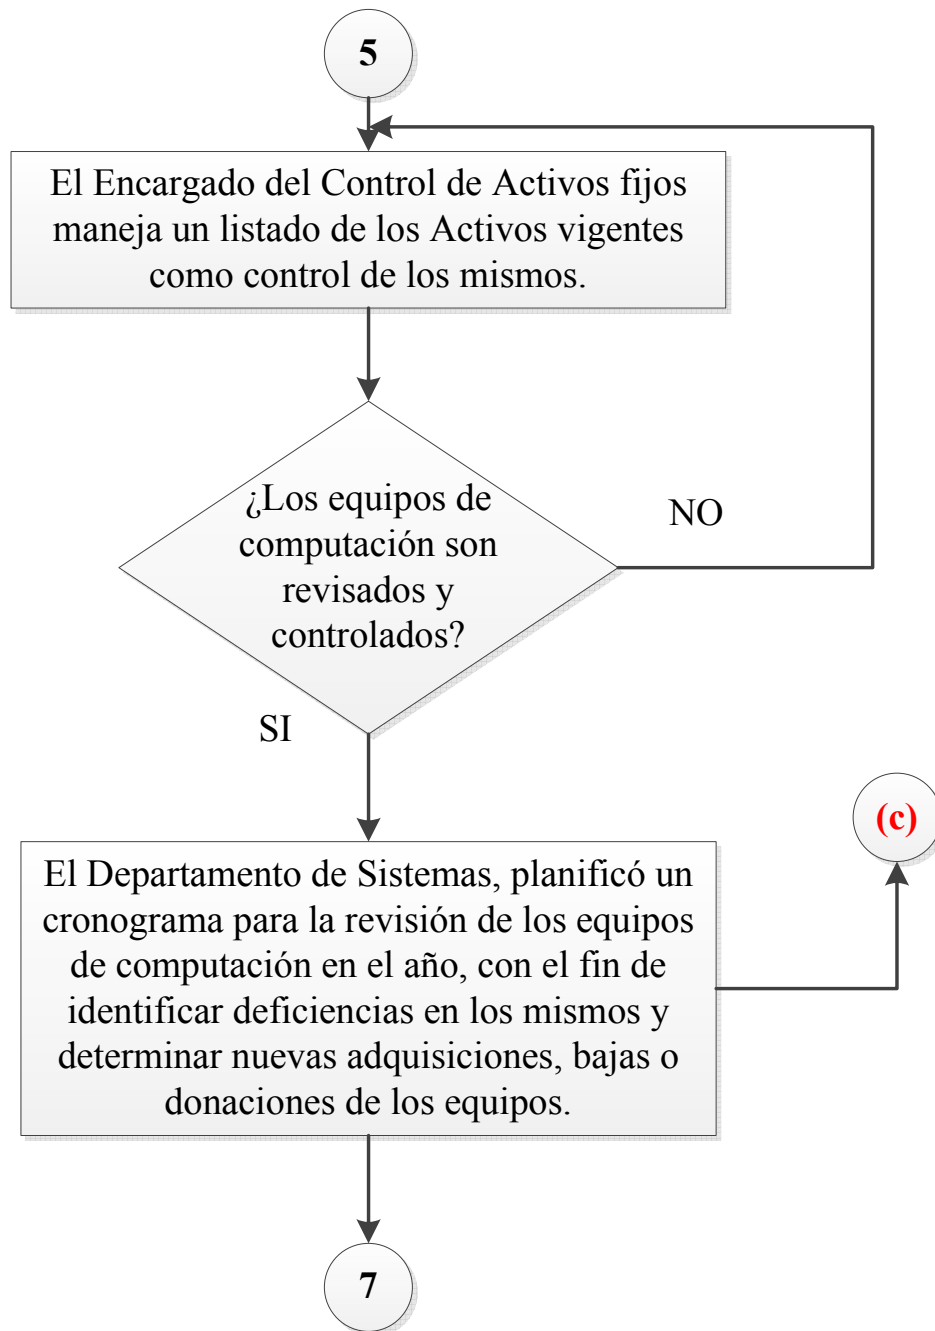 5
El Encargado del Control de Activos fijos
maneja un listado de los Activos vigentes
como control de los mismos.
¿Los equipos de
computación son
revisados y
controlados?
NO
SI
(c)
El Departamento de Sistemas, planificó un
cronograma para la revisión de los equipos
de computación en el año, con el fin de
identificar deficiencias en los mismos y
determinar nuevas adquisiciones, bajas o
donaciones de los equipos.
7